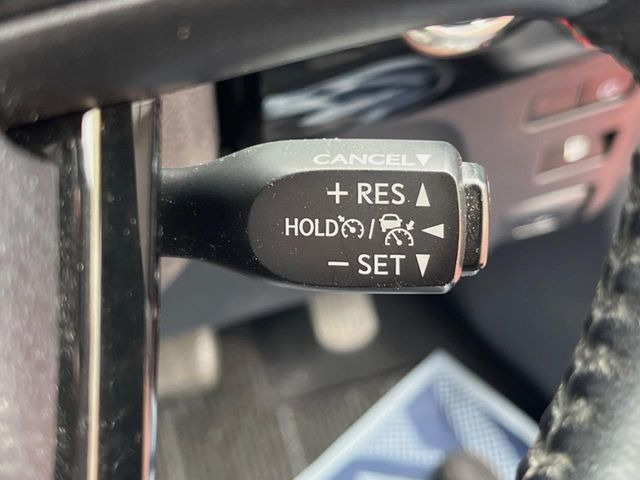 CANCEL▼
+ RES ▲
HOLD / ◀
− SET ▼